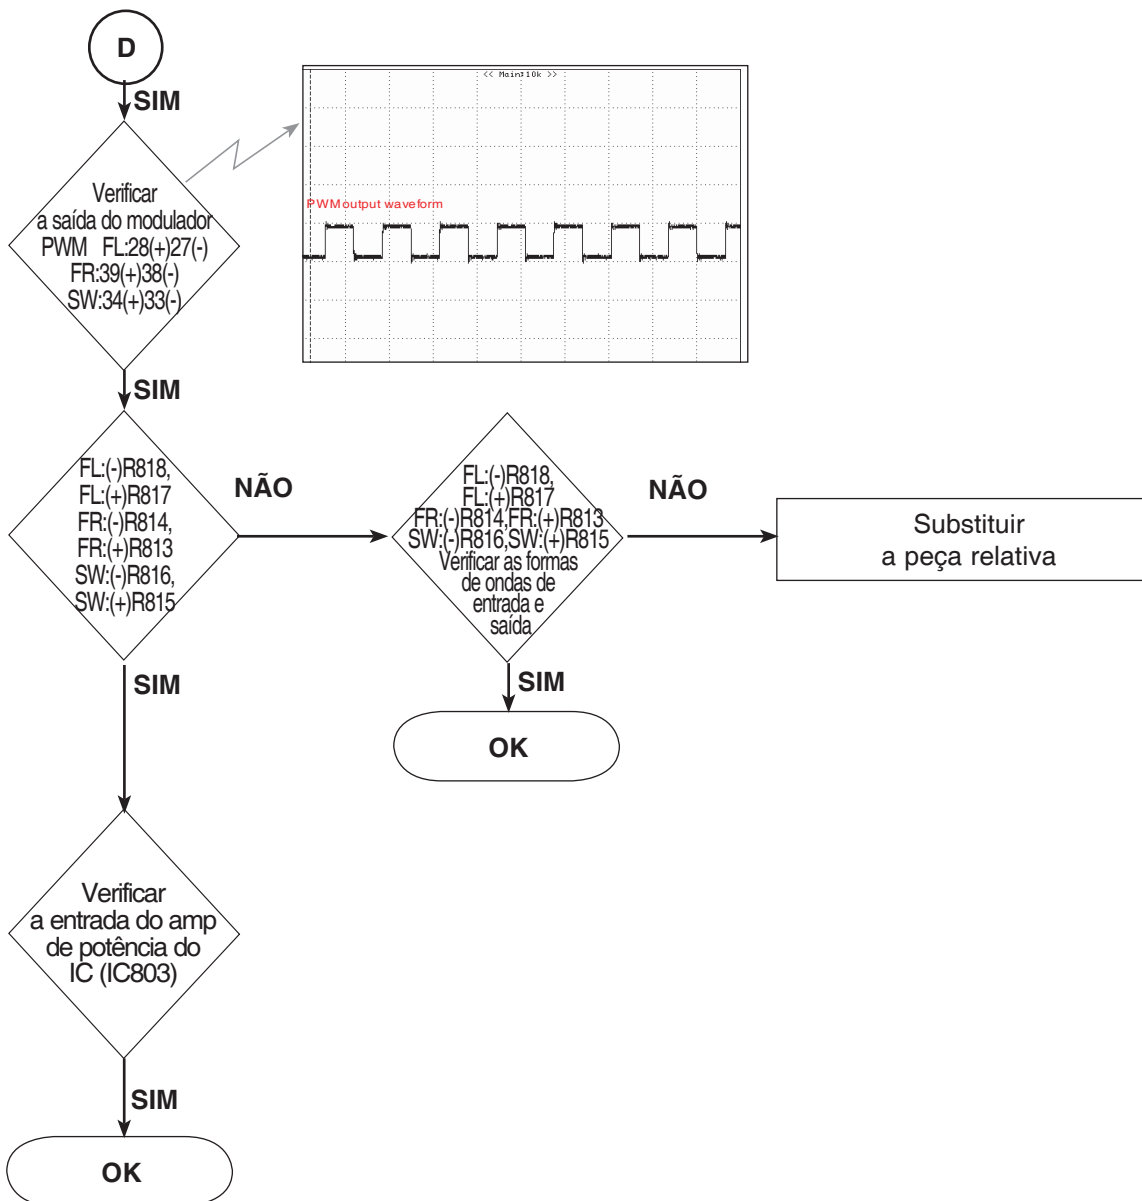 D
SIM
<< Main:10k >>
PWM output waveform
Verificar
a saída do modulador
PWM FL:28(+)27(-)
FR:39(+)38(-)
SW:34(+)33(-)
SIM
FL:(-)R818,
FL:(+)R817
FR:(-)R814,
FR:(+)R813
SW:(-)R816,
SW:(+)R815
NÃO
FL:(-)R818,
FL:(+)R817
FR:(-)R814,FR:(+)R813
SW:(-)R816,SW:(+)R815
Verificar as formas
de ondas de
entrada e
saída
NÃO
Substituir
a peça relativa
SIM
OK
SIM
Verificar
a entrada do amp
de potência do
IC (IC803)
SIM
OK